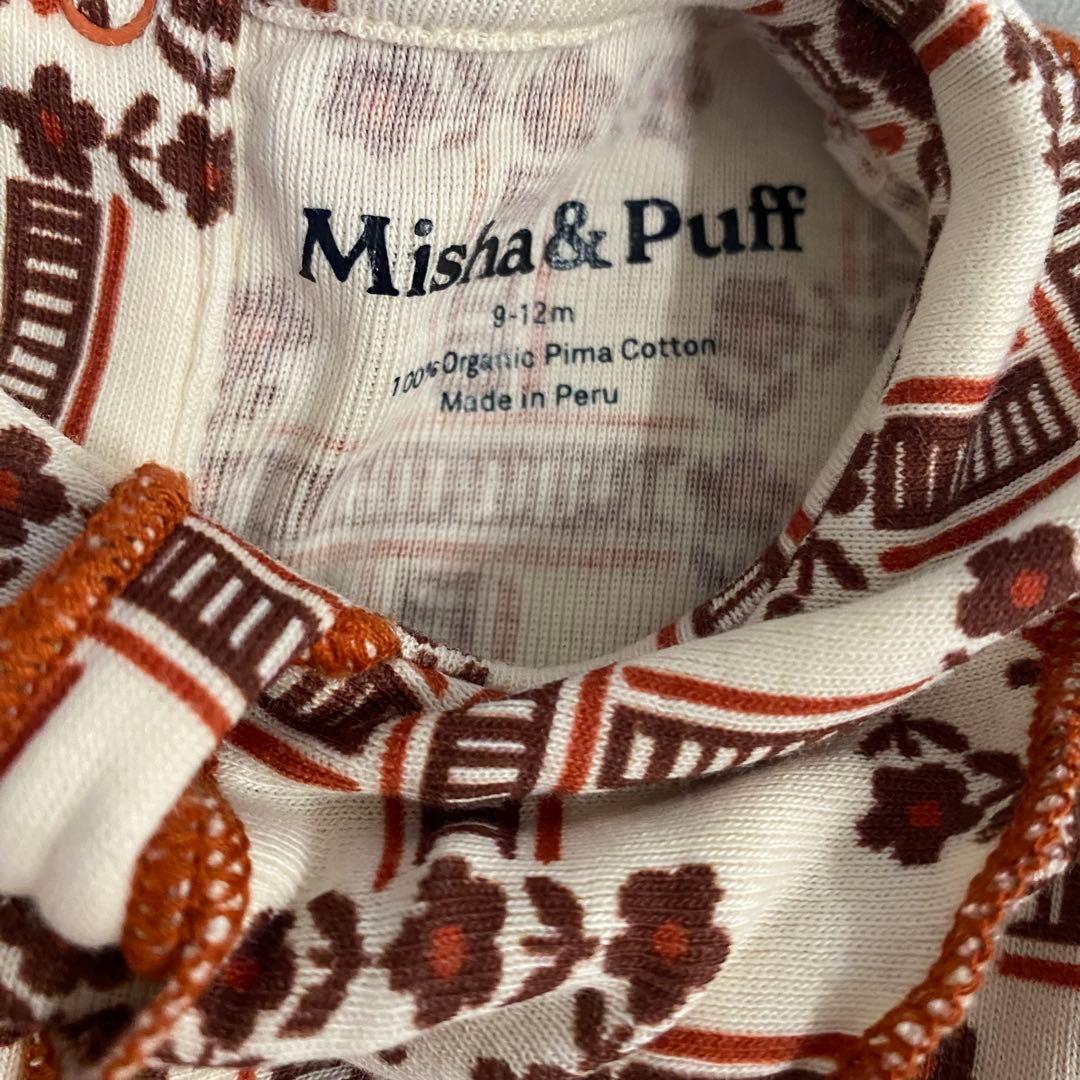 Misha & Puff
9-12m
100% Organic Pima Cotton
Made in Peru